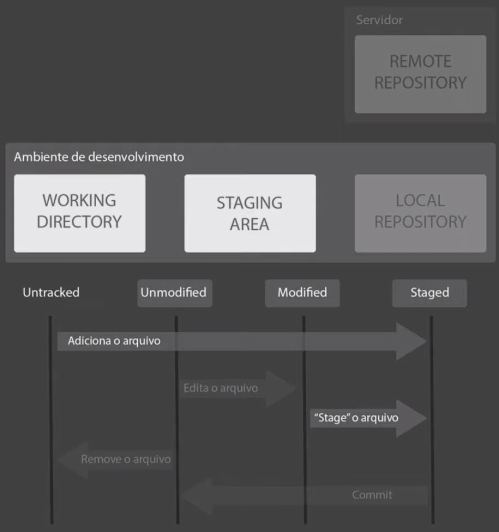 Servidor
REMOTE
REPOSITORY
Ambiente de desenvolvimento
WORKING
DIRECTORY
STAGING
AREA
LOCAL
REPOSITORY
Untracked
Unmodified
Modified
Staged
Adiciona o arquivo
Edita o arquivo
“Stage” o arquivo
Remove o arquivo
Commit